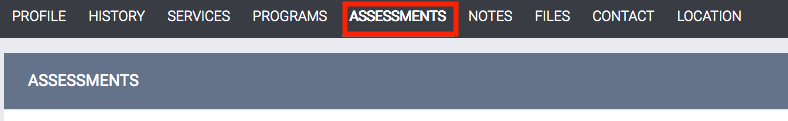 PROFILE HISTORY SERVICES PROGRAMS ASSESSMENTS NOTES FILES CONTACT LOCATION
ASSESSMENTS